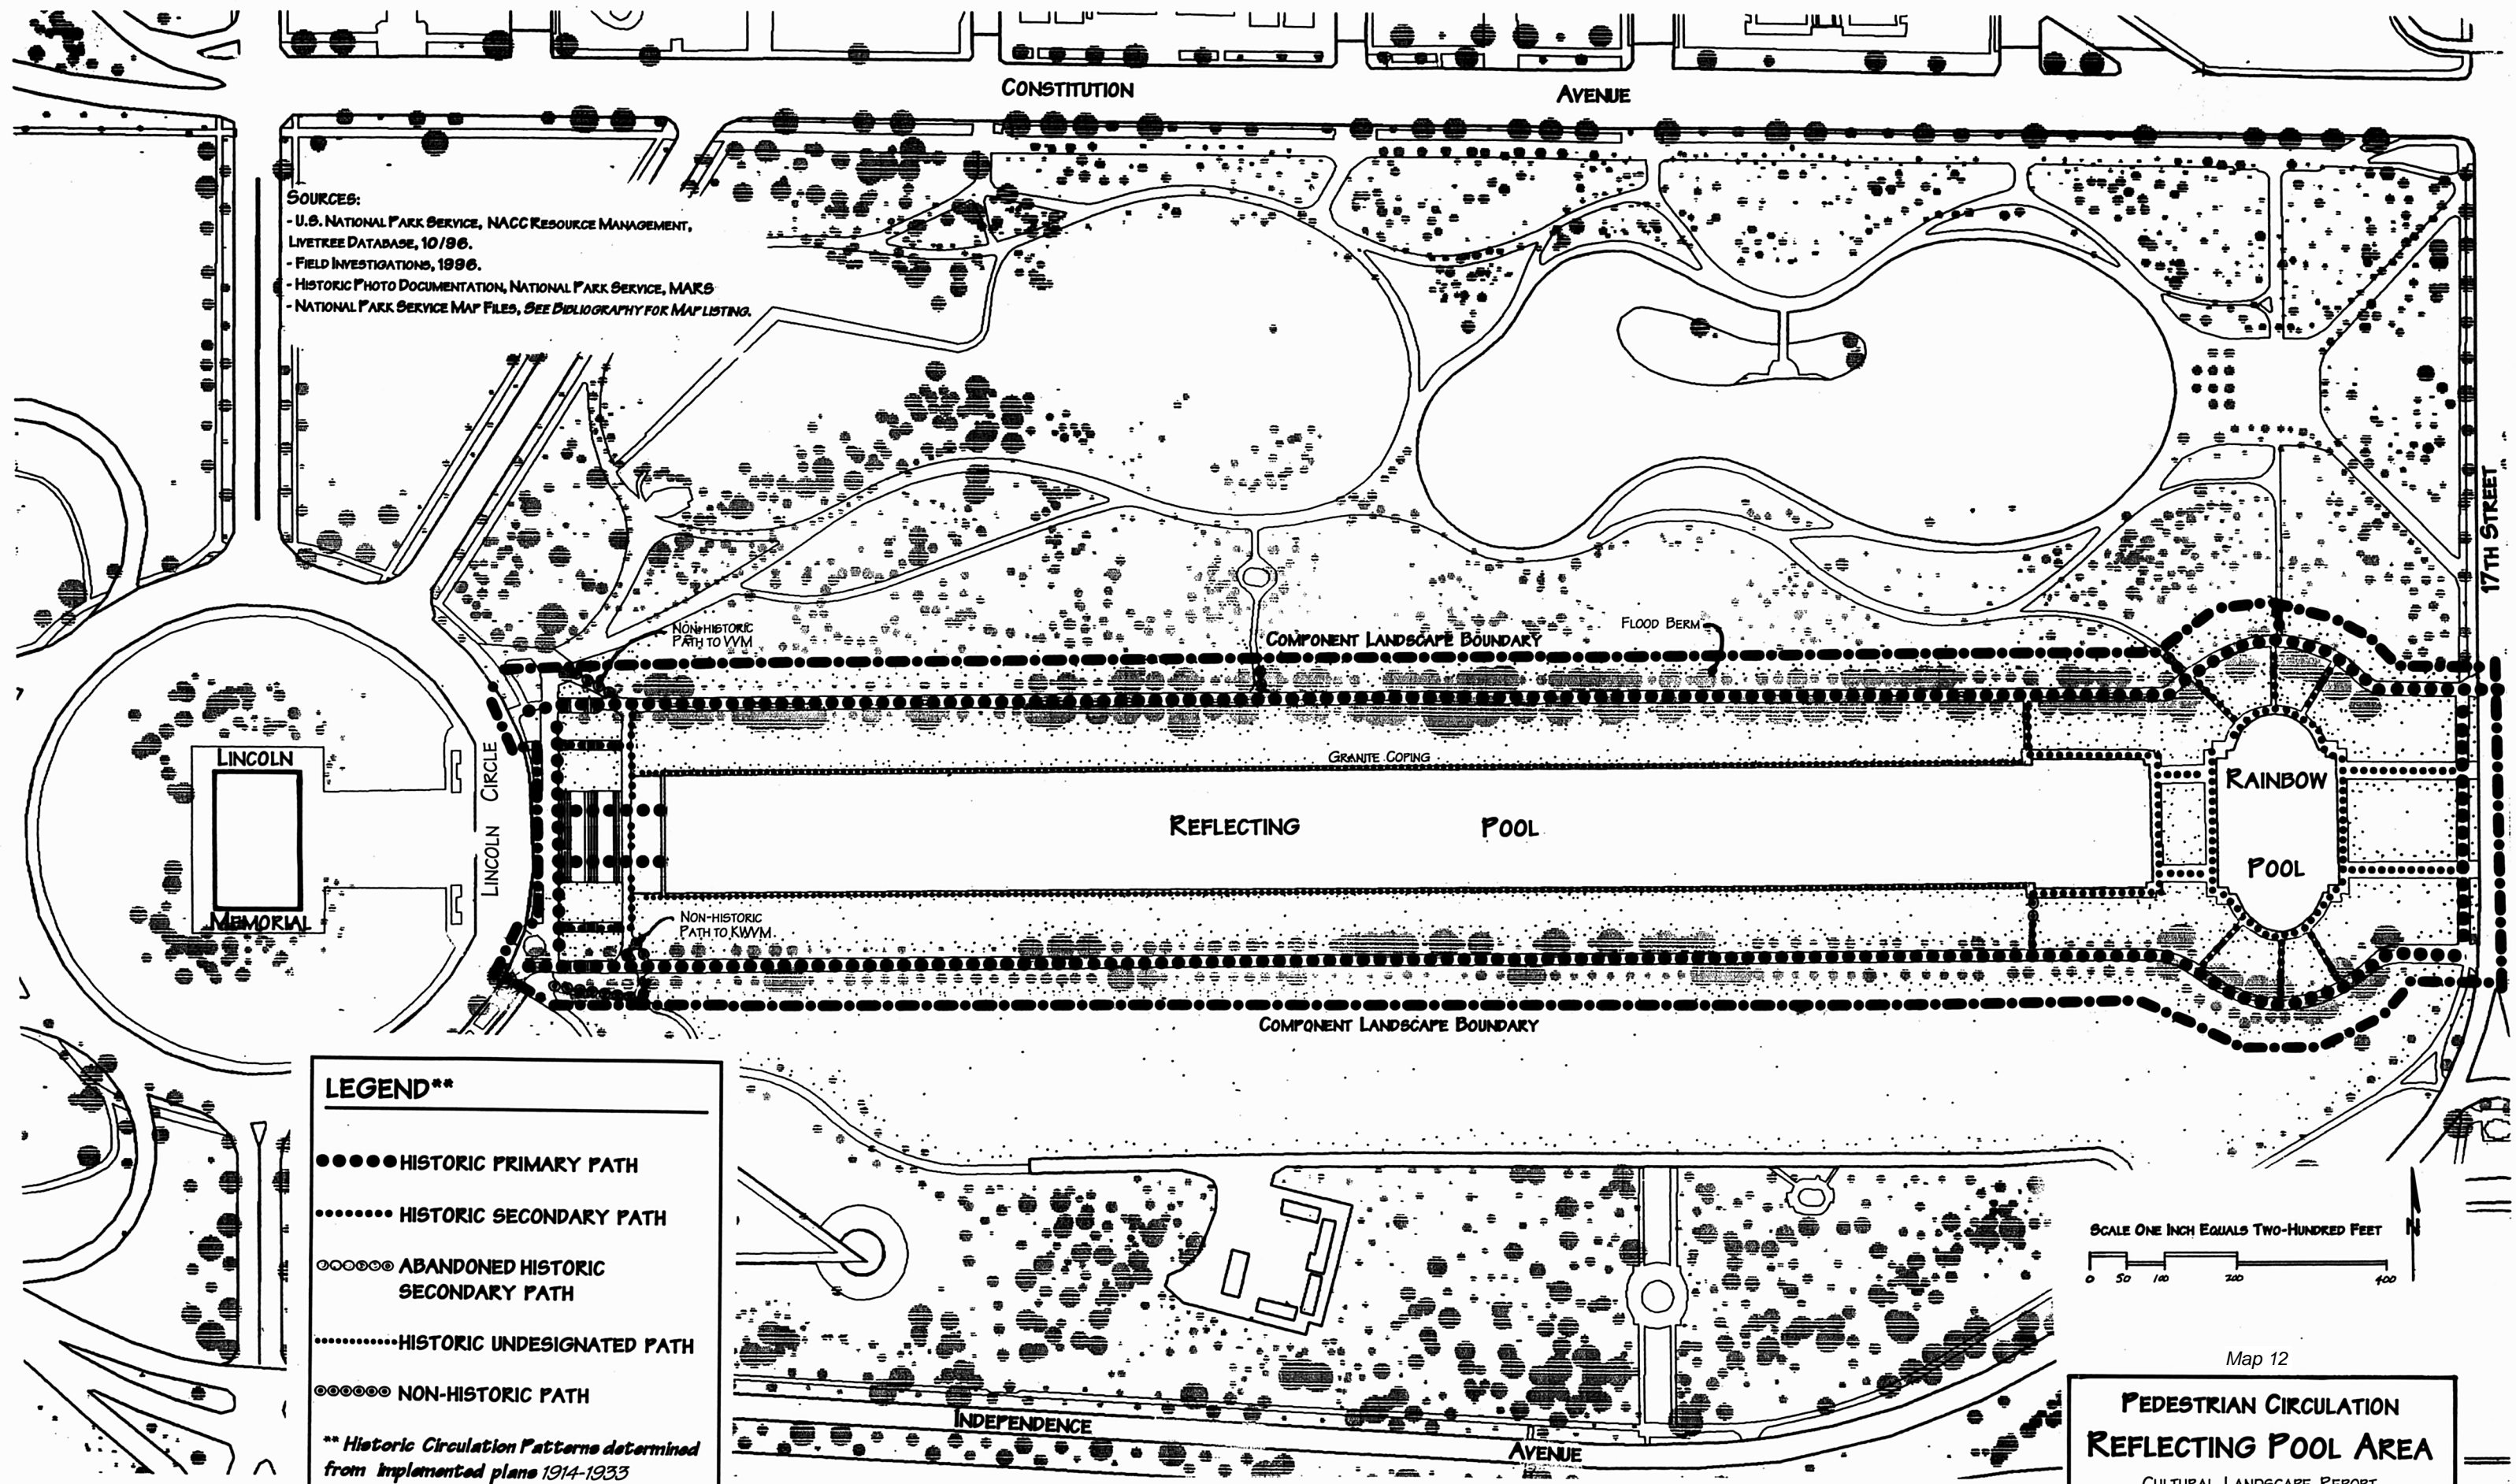 CONSTITUTION AVENUE
SOURCES:
- U.S. NATIONAL PARK SERVICE, NACC RESOURCE MANAGEMENT,
LIVETREE DATABASE, 10/96.
- FIELD INVESTIGATIONS, 1996.
- HISTORIC PHOTO DOCUMENTATION, NATIONAL PARK SERVICE, MARS
- NATIONAL PARK SERVICE MAP FILES, SEE BIBLIOGRAPHY FOR MAP LISTING.
17TH STREET
NON-HISTORIC
PATH TO VVM
COMPONENT LANDSCAPE BOUNDARY
FLOOD BERM
LINCOLN
MEMORIAL
LINCOLN CIRCLE
GRANITE COPING
REFLECTING POOL
RAINBOW
POOL
NON-HISTORIC
PATH TO KWVM
COMPONENT LANDSCAPE BOUNDARY
LEGEND**
HISTORIC PRIMARY PATH
HISTORIC SECONDARY PATH
ABANDONED HISTORIC
SECONDARY PATH
HISTORIC UNDESIGNATED PATH
NON-HISTORIC PATH
** Historic Circulation Patterns determined
from implemented plans 1914-1933
INDEPENDENCE AVENUE
SCALE ONE INCH EQUALS TWO-HUNDRED FEET
0 50 100 200 400
N
Map 12
PEDESTRIAN CIRCULATION
REFLECTING POOL AREA
CULTURAL LANDSCAPE REPORT